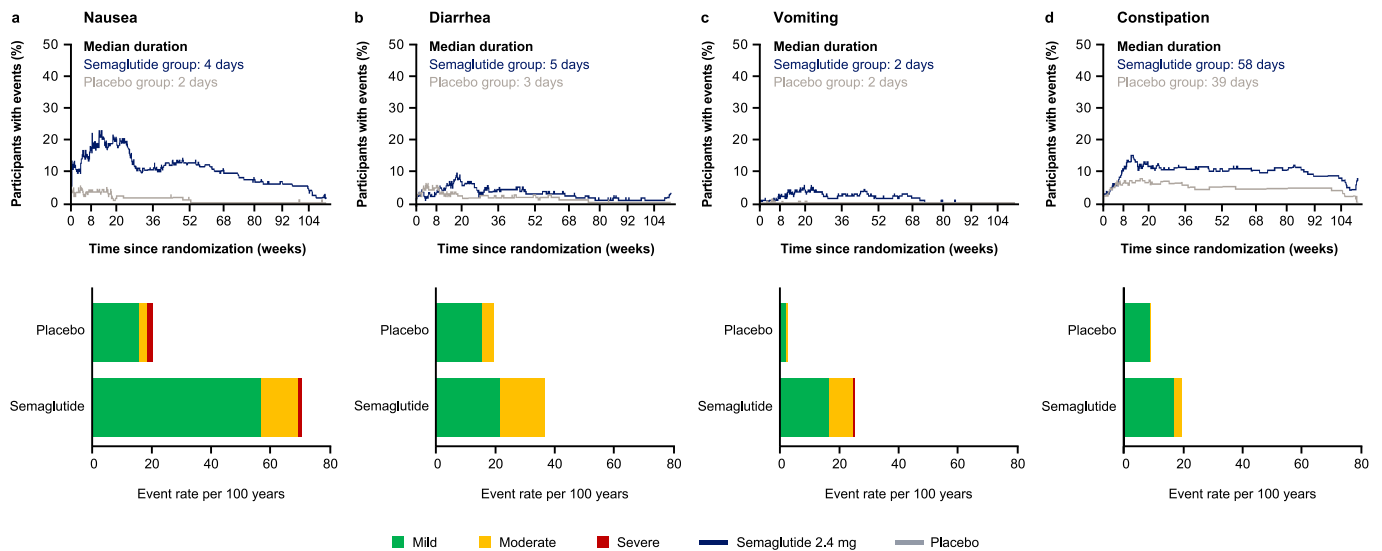 a Nausea
Participants with events (%)
50
40
30
20
10
0
Median duration
Semaglutide group: 4 days
Placebo group: 2 days
0 8 20 36 52 68 80 92 104
Time since randomization (weeks)
b Diarrhea
Participants with events (%)
50
40
30
20
10
0
Median duration
Semaglutide group: 5 days
Placebo group: 3 days
0 8 20 36 52 68 80 92 104
Time since randomization (weeks)
c Vomiting
Participants with events (%)
50
40
30
20
10
0
Median duration
Semaglutide group: 2 days
Placebo group: 2 days
0 8 20 36 52 68 80 92 104
Time since randomization (weeks)
d Constipation
Participants with events (%)
50
40
30
20
10
0
Median duration
Semaglutide group: 58 days
Placebo group: 39 days
0 8 20 36 52 68 80 92 104
Time since randomization (weeks)
Placebo
Semaglutide
0 20 40 60 80
Event rate per 100 years
Placebo
Semaglutide
0 20 40 60 80
Event rate per 100 years
Placebo
Semaglutide
0 20 40 60 80
Event rate per 100 years
Placebo
Semaglutide
0 20 40 60 80
Event rate per 100 years
Mild Moderate Severe Semaglutide 2.4 mg Placebo